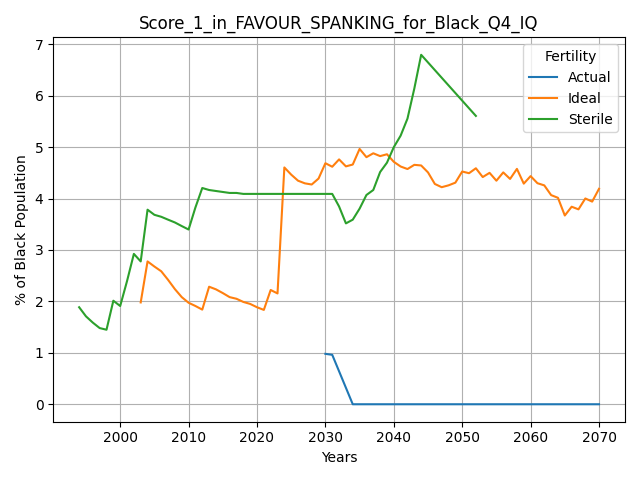 Score_1_in_FAVOUR_SPANKING_for_Black_Q4_IQ
Fertility
Actual
Ideal
Sterile
% of Black Population
7
6
5
4
3
2
1
0
2000 2010 2020 2030 2040 2050 2060 2070
Years